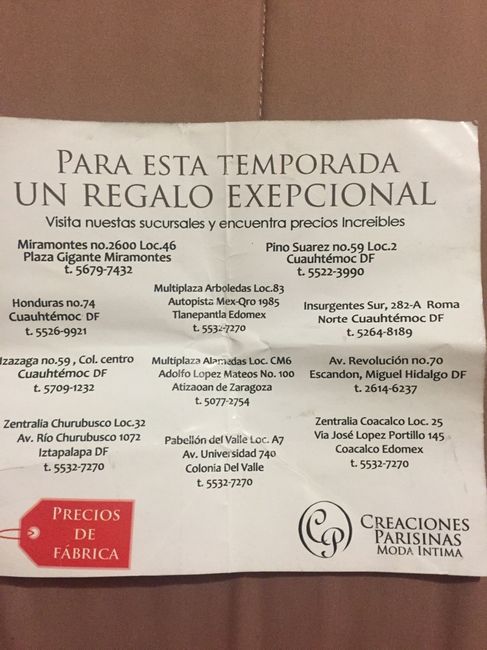 PARA ESTA TEMPORADA
UN REGALO EXEPCIONAL
Visita nuestas sucursales y encuentra precios Increibles
Miramontes no.2600 Loc.46
Plaza Gigante Miramontes
t. 5679-7432
Pino Suarez no.59 Loc.2
Cuauhtémoc DF
t. 5522-3990
Honduras no.74
Cuauhtémoc DF
t. 5526-9921
Multiplaza Arboledas Loc.83
Autopista Mex-Qro 1985
Tlanepantla Edomex
t. 5532-7270
Insurgentes Sur, 282-A Roma
Norte Cuauhtémoc DF
t. 5264-8189
Izazaga no.59, Col. centro
Cuauhtémoc DF
t. 5709-1232
Multiplaza Alamedas Loc. CM6
Adolfo Lopez Mateos No. 100
Atizaoan de Zaragoza
t. 5077-2754
Av. Revolución no.70
Escandon, Miguel Hidalgo DF
t. 2614-6237
Zentralia Churubusco Loc.32
Av. Río Churubusco 1072
Iztapalapa DF
t. 5532-7270
Pabellón del Valle Loc. A7
Av. Universidad 740
Colonia Del Valle
t. 5532-7270
Zentralia Coacalco Loc. 25
Via José Lopez Portillo 145
Coacalco Edomex
t. 5532-7270
PRECIOS
DE
FÁBRICA
CP
CREACIONES
PARISINAS
MODA INTIMA